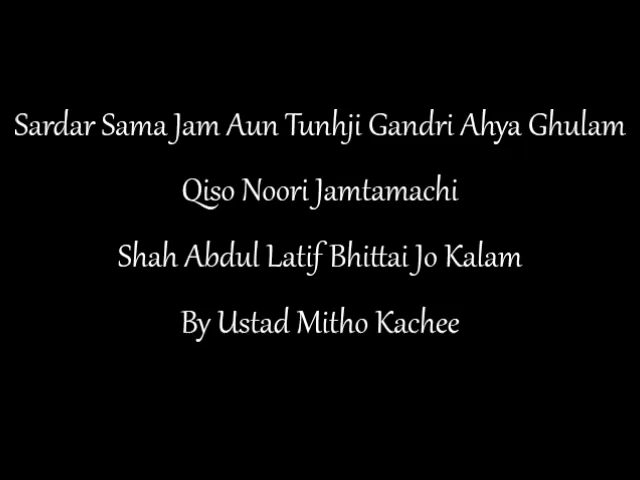 Sardar Sama Jam Aun Tunhji Gandri Ahya Ghulam
Qiso Noori Jamtamachi
Shah Abdul Latif Bhittai Jo Kalam
By Ustad Mitho Kachee